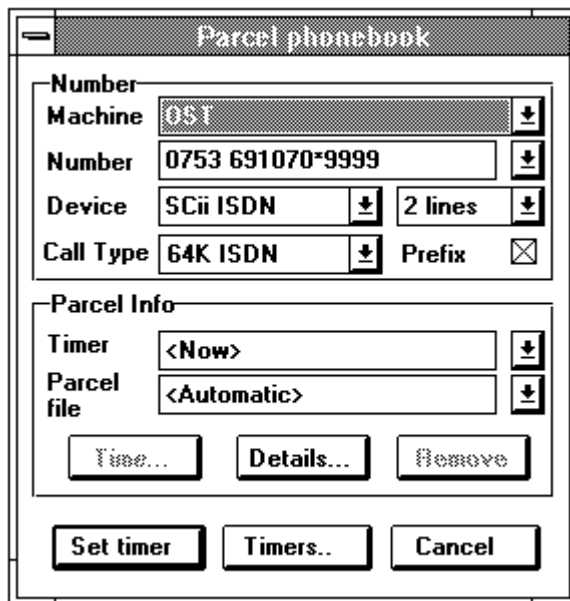 Parcel phonebook
Number
Machine OST
Number 0753 691070*9999
Device SCii ISDN 2 lines
Call Type 64K ISDN Prefix
Parcel Info
Timer <Now>
Parcel file <Automatic>
Time... Details... Remove
Set timer Timers.. Cancel